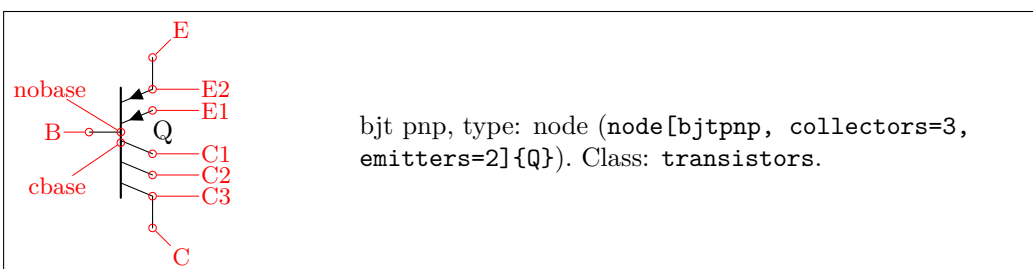 E
nobase
E2
E1
B
Q
C1
C2
cbase
C3
C
bjt pnp, type: node (node[bjtpnp, collectors=3,
emitters=2]{Q}). Class: transistors.